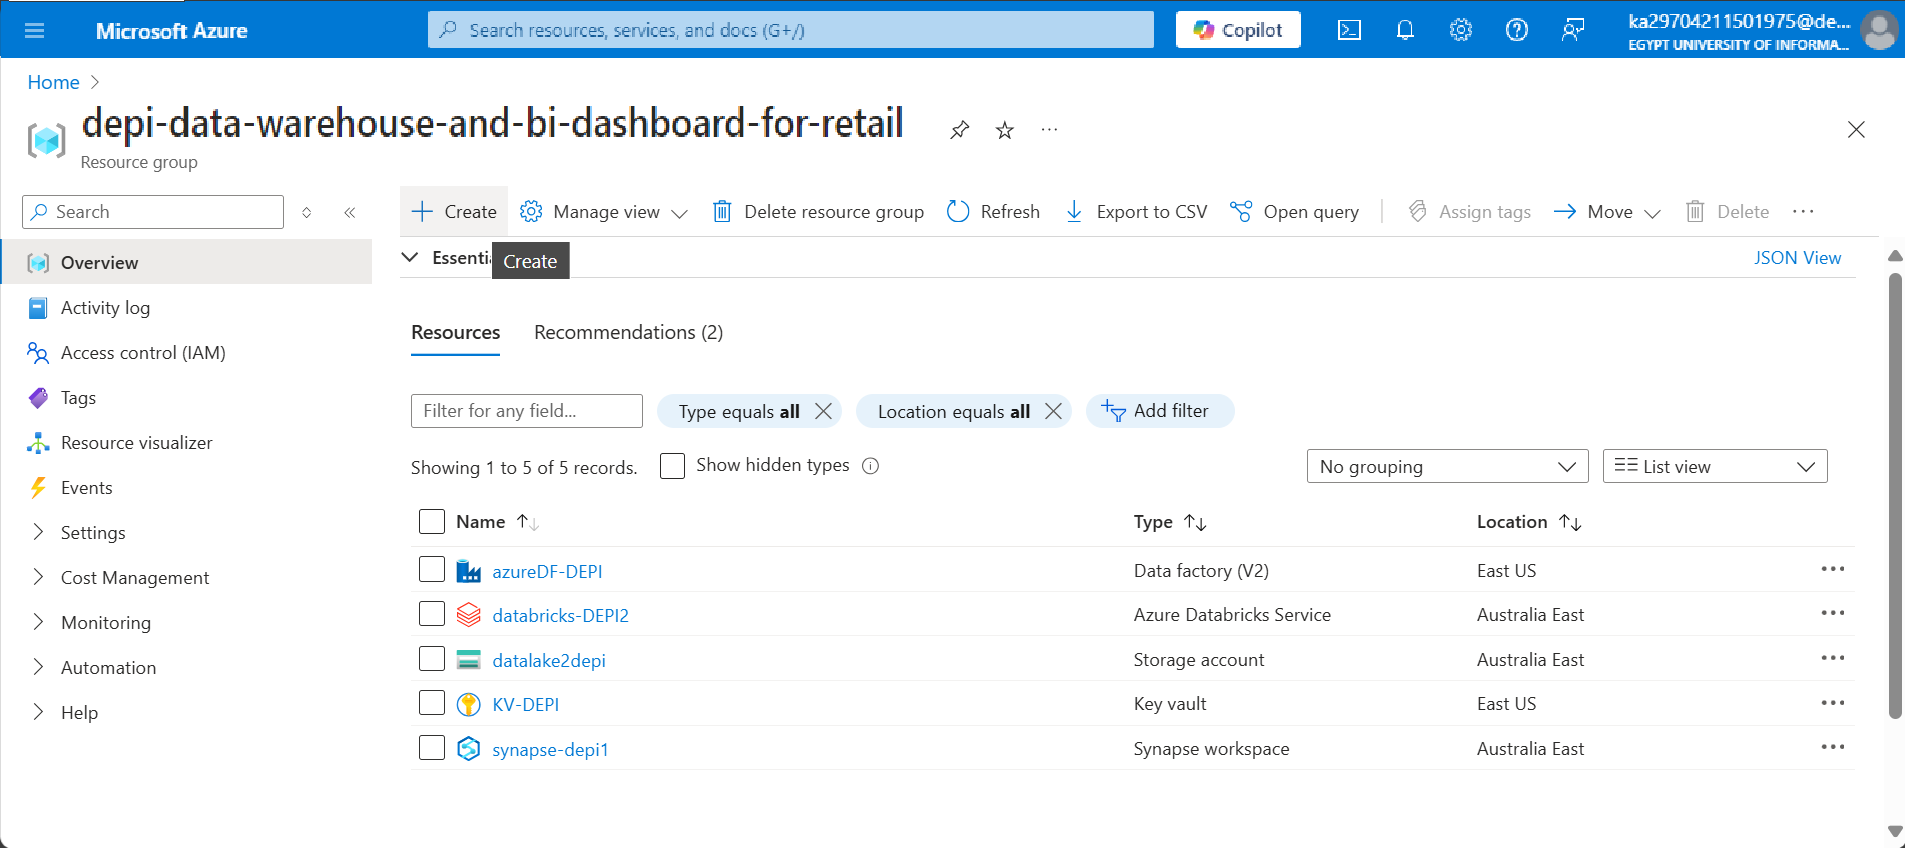 Microsoft Azure
Search resources, services, and docs (G+/)
Copilot
ka29704211501975@de...
EGYPT UNIVERSITY OF INFORMA...
Home
depi-data-warehouse-and-bi-dashboard-for-retail
Resource group
Search
Create
Manage view
Delete resource group
Refresh
Export to CSV
Open query
Assign tags
Move
Delete
Overview
Activity log
Access control (IAM)
Tags
Resource visualizer
Events
Settings
Cost Management
Monitoring
Automation
Help
Essenti
Create
JSON View
Resources
Recommendations (2)
Filter for any field...
Type equals all
Location equals all
Add filter
Showing 1 to 5 of 5 records.
Show hidden types
No grouping
List view
Name Type Location
azureDF-DEPI Data factory (V2) East US
databricks-DEPI2 Azure Databricks Service Australia East
datalake2depi Storage account Australia East
KV-DEPI Key vault East US
synapse-depi1 Synapse workspace Australia East